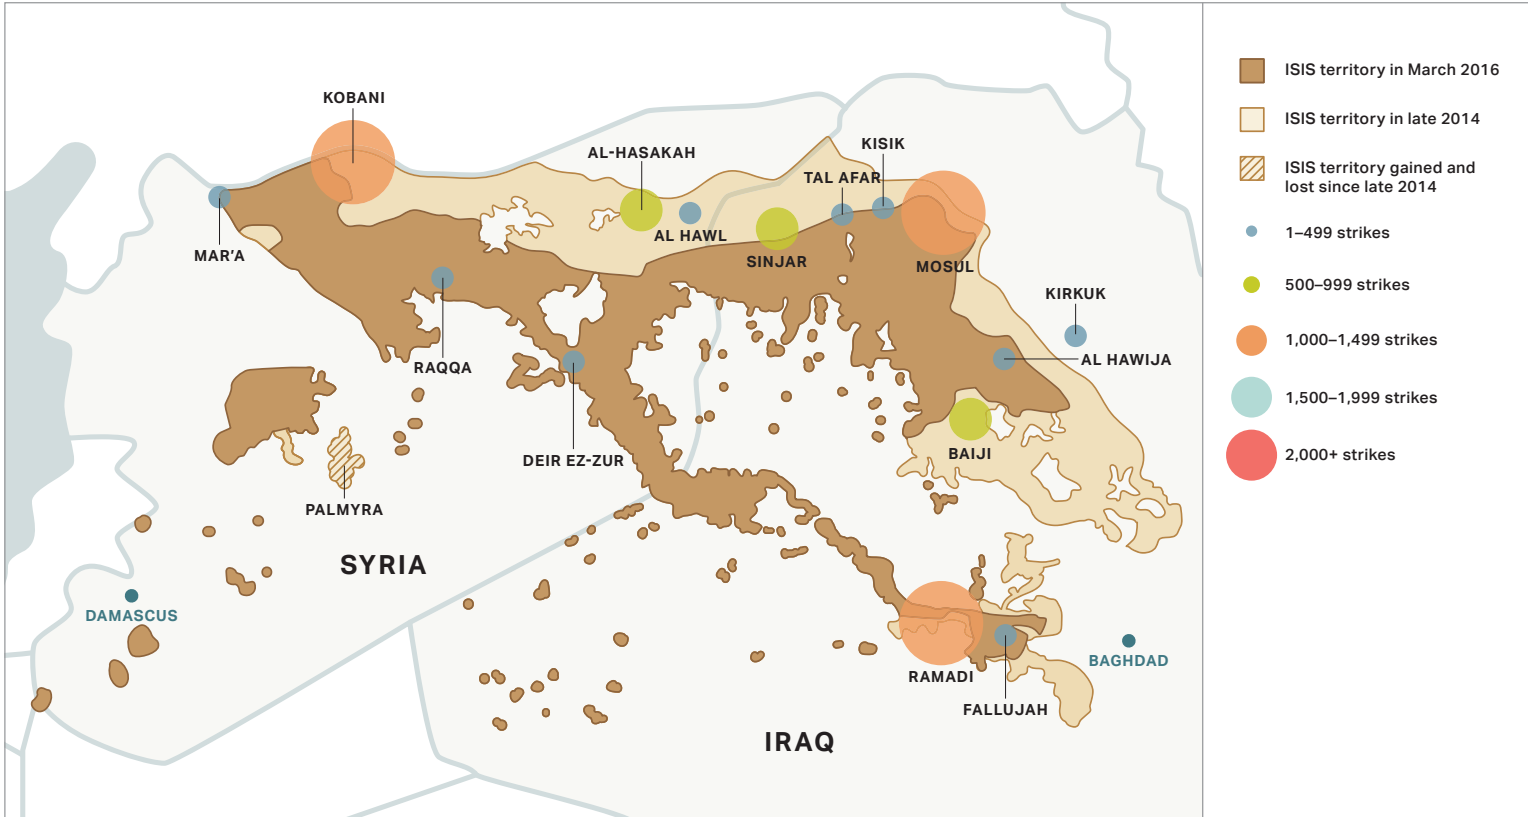 KOBANI
AL-HASAKAH
KISIK
TAL AFAR
MAR'A
AL HAWL
SINJAR
MOSUL
KIRKUK
RAQQA
AL HAWIJA
DEIR EZ-ZUR
BAIJI
PALMYRA
SYRIA
DAMASCUS
BAGHDAD
RAMADI
FALLUJAH
IRAQ
ISIS territory in March 2016
ISIS territory in late 2014
ISIS territory gained and
lost since late 2014
1–499 strikes
500–999 strikes
1,000–1,499 strikes
1,500–1,999 strikes
2,000+ strikes